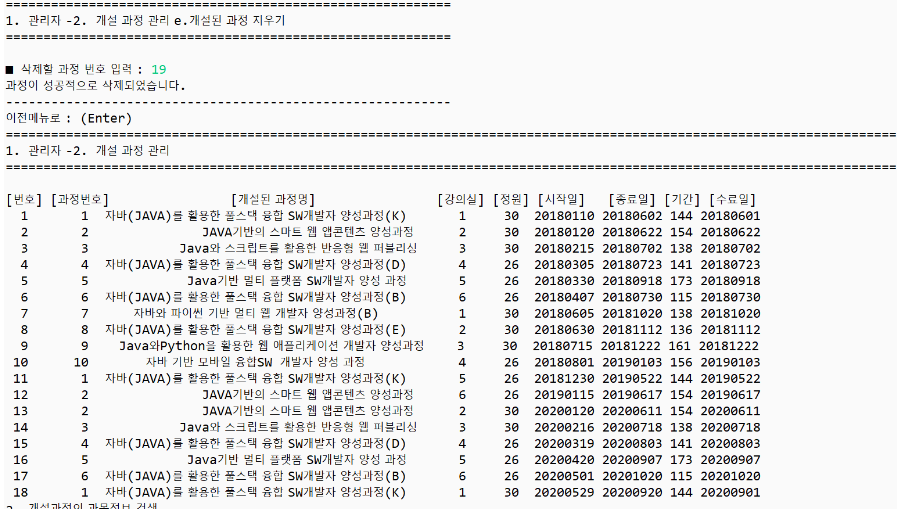 ============================================================
1. 관리자 -2. 개설 과정 관리 e.개설된 과정 지우기
============================================================
■ 삭제할 과정 번호 입력 : 19
과정이 성공적으로 삭제되었습니다.
------------------------------------------------------------
이전메뉴로 : (Enter)
========================================================================================================================
1. 관리자 -2. 개설 과정 관리
========================================================================================================================
[번호] [과정번호] [개설된 과정명] [강의실] [정원] [시작일] [종료일] [기간] [수료일]
1 1 자바(JAVA)를 활용한 풀스택 융합 SW개발자 양성과정(K) 1 30 20180110 20180602 144 20180601
2 2 JAVA기반의 스마트 웹 앱콘텐츠 양성과정 2 30 20180120 20180622 154 20180622
3 3 Java와 스크립트를 활용한 반응형 웹 퍼블리싱 3 30 20180215 20180702 138 20180702
4 4 자바(JAVA)를 활용한 풀스택 융합 SW개발자 양성과정(D) 4 26 20180305 20180723 141 20180723
5 5 Java기반 멀티 플랫폼 SW개발자 양성 과정 5 26 20180330 20180918 173 20180918
6 6 자바(JAVA)를 활용한 풀스택 융합 SW개발자 양성과정(B) 6 26 20180407 20180730 115 20180730
7 7 자바와 파이썬 기반 멀티 웹 개발자 양성과정(B) 1 30 20180605 20181020 138 20181020
8 8 자바(JAVA)를 활용한 풀스택 융합 SW개발자 양성과정(E) 2 30 20180630 20181112 136 20181112
9 9 Java와Python을 활용한 웹 애플리케이션 개발자 양성과정 3 30 20180715 20181222 161 20181222
10 10 자바 기반 모바일 융합SW 개발자 양성 과정 4 26 20180801 20190103 156 20190103
11 1 자바(JAVA)를 활용한 풀스택 융합 SW개발자 양성과정(K) 5 26 20181230 20190522 144 20190522
12 2 JAVA기반의 스마트 웹 앱콘텐츠 양성과정 6 26 20190115 20190617 154 20190617
13 2 JAVA기반의 스마트 웹 앱콘텐츠 양성과정 2 30 20200120 20200611 154 20200611
14 3 Java와 스크립트를 활용한 반응형 웹 퍼블리싱 3 30 20200216 20200718 138 20200718
15 4 자바(JAVA)를 활용한 풀스택 융합 SW개발자 양성과정(D) 4 26 20200319 20200803 141 20200803
16 5 Java기반 멀티 플랫폼 SW개발자 양성 과정 5 26 20200420 20200907 173 20200907
17 6 자바(JAVA)를 활용한 풀스택 융합 SW개발자 양성과정(B) 6 26 20200501 20201020 115 20201020
18 1 자바(JAVA)를 활용한 풀스택 융합 SW개발자 양성과정(K) 1 30 20200529 20200920 144 20200901